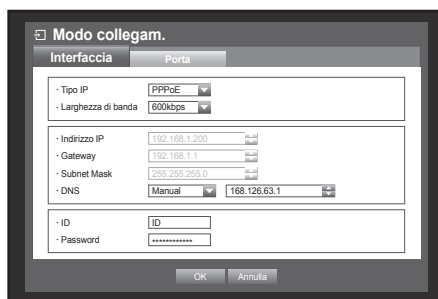 Modo collegam.
Interfaccia Porta
· Tipo IP PPPoE
· Larghezza di banda 600kbps
· Indirizzo IP 192.168.1.200
· Gateway 192.168.1.1
· Subnet Mask 255.255.255.0
· DNS Manual 168.126.63.1
· ID ID
· Password ************
OK Annulla